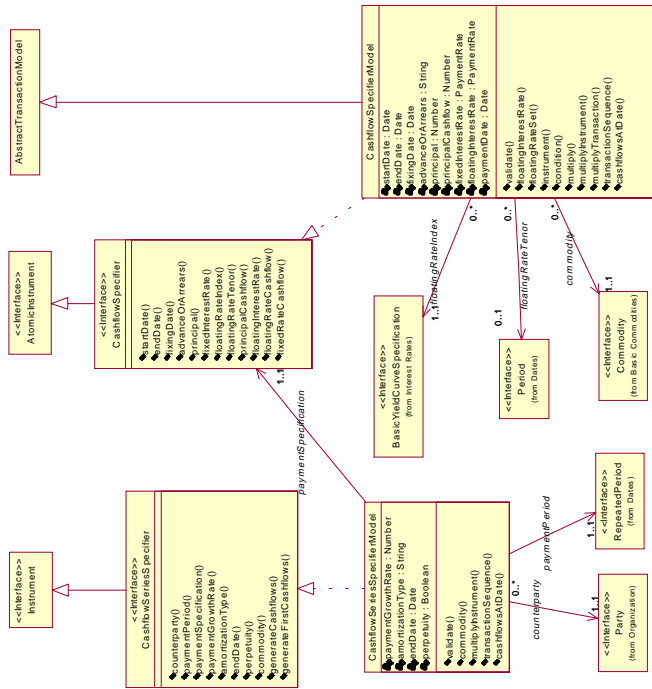 AbstractTransactionModel
<<Interface>>
AtomicInstrument
<<Interface>>
Instrument
<<Interface>>
CashflowSpecifier
startDate()
endDate()
fixingDate()
advanceOrArrears()
principal()
fixedInterestRate()
floatingRateIndex()
floatingRateTenor()
principalCashflow()
floatingInterestRate()
floatingRateCashflow()
fixedRateCashflow()
<<Interface>>
CashflowSeriesSpecifier
counterparty()
paymentPeriod()
paymentSpecification()
paymentGrowthRate()
amortizationType()
endDate()
perpetuity()
commodity()
generateCashflows()
generateFirstCashflows()
CashflowSpecifierModel
startDate : Date
endDate : Date
fixingDate : Date
advanceOrArrears : String
principal : Number
principalCashflow : Number
fixedInterestRate : PaymentRate
floatingInterestRate : PaymentRate
paymentDate : Date
validate()
floatingInterestRate()
floatingRateSet()
instrument()
condition()
multiply()
multiplyInstrument()
multiplyTransaction()
transactionSequence()
cashflowsAtDate()
CashflowSeriesSpecifierModel
paymentGrowthRate : Number
amortizationType : String
endDate : Date
perpetuity : Boolean
validate()
commodity()
multiplyInstrument()
transactionSequence()
cashflowsAtDate()
paymentSpecification
1..1
0..*
floatingRateIndex
1..1
0..*
floatingRateTenor
0..1
0..*
commodity
1..1
<<Interface>>
BasicYieldCurveSpecification
(from Interest Rates)
<<Interface>>
Period
(from Dates)
<<Interface>>
Commodity
(from Basic Commodities)
0..*
counterparty
1..1
paymentPeriod
1..1
<<Interface>>
Party
(from Organization)
<<Interface>>
RepeatedPeriod
(from Dates)